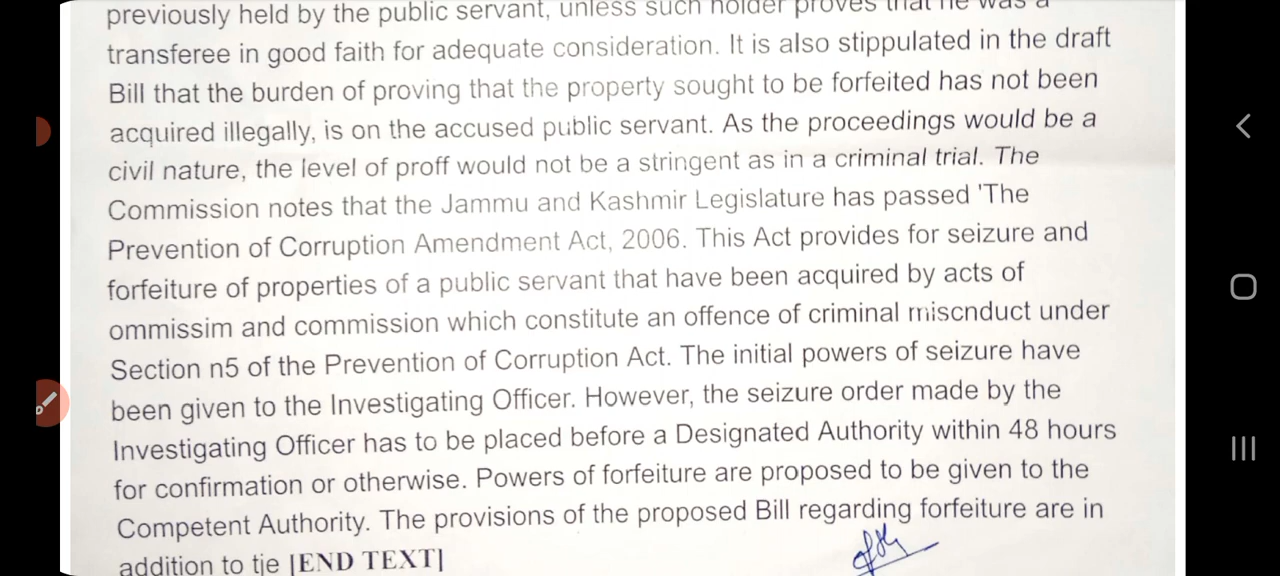 previously held by the public servant, unless such holder proves that he was a
transferee in good faith for adequate consideration. It is also stippulated in the draft
Bill that the burden of proving that the property sought to be forfeited has not been
acquired illegally, is on the accused public servant. As the proceedings would be a
civil nature, the level of proff would not be a stringent as in a criminal trial. The
Commission notes that the Jammu and Kashmir Legislature has passed 'The
Prevention of Corruption Amendment Act, 2006. This Act provides for seizure and
forfeiture of properties of a public servant that have been acquired by acts of
ommissim and commission which constitute an offence of criminal miscnduct under
Section n5 of the Prevention of Corruption Act. The initial powers of seizure have
been given to the Investigating Officer. However, the seizure order made by the
Investigating Officer has to be placed before a Designated Authority within 48 hours
for confirmation or otherwise. Powers of forfeiture are proposed to be given to the
Competent Authority. The provisions of the proposed Bill regarding forfeiture are in
addition to tje [END TEXT]